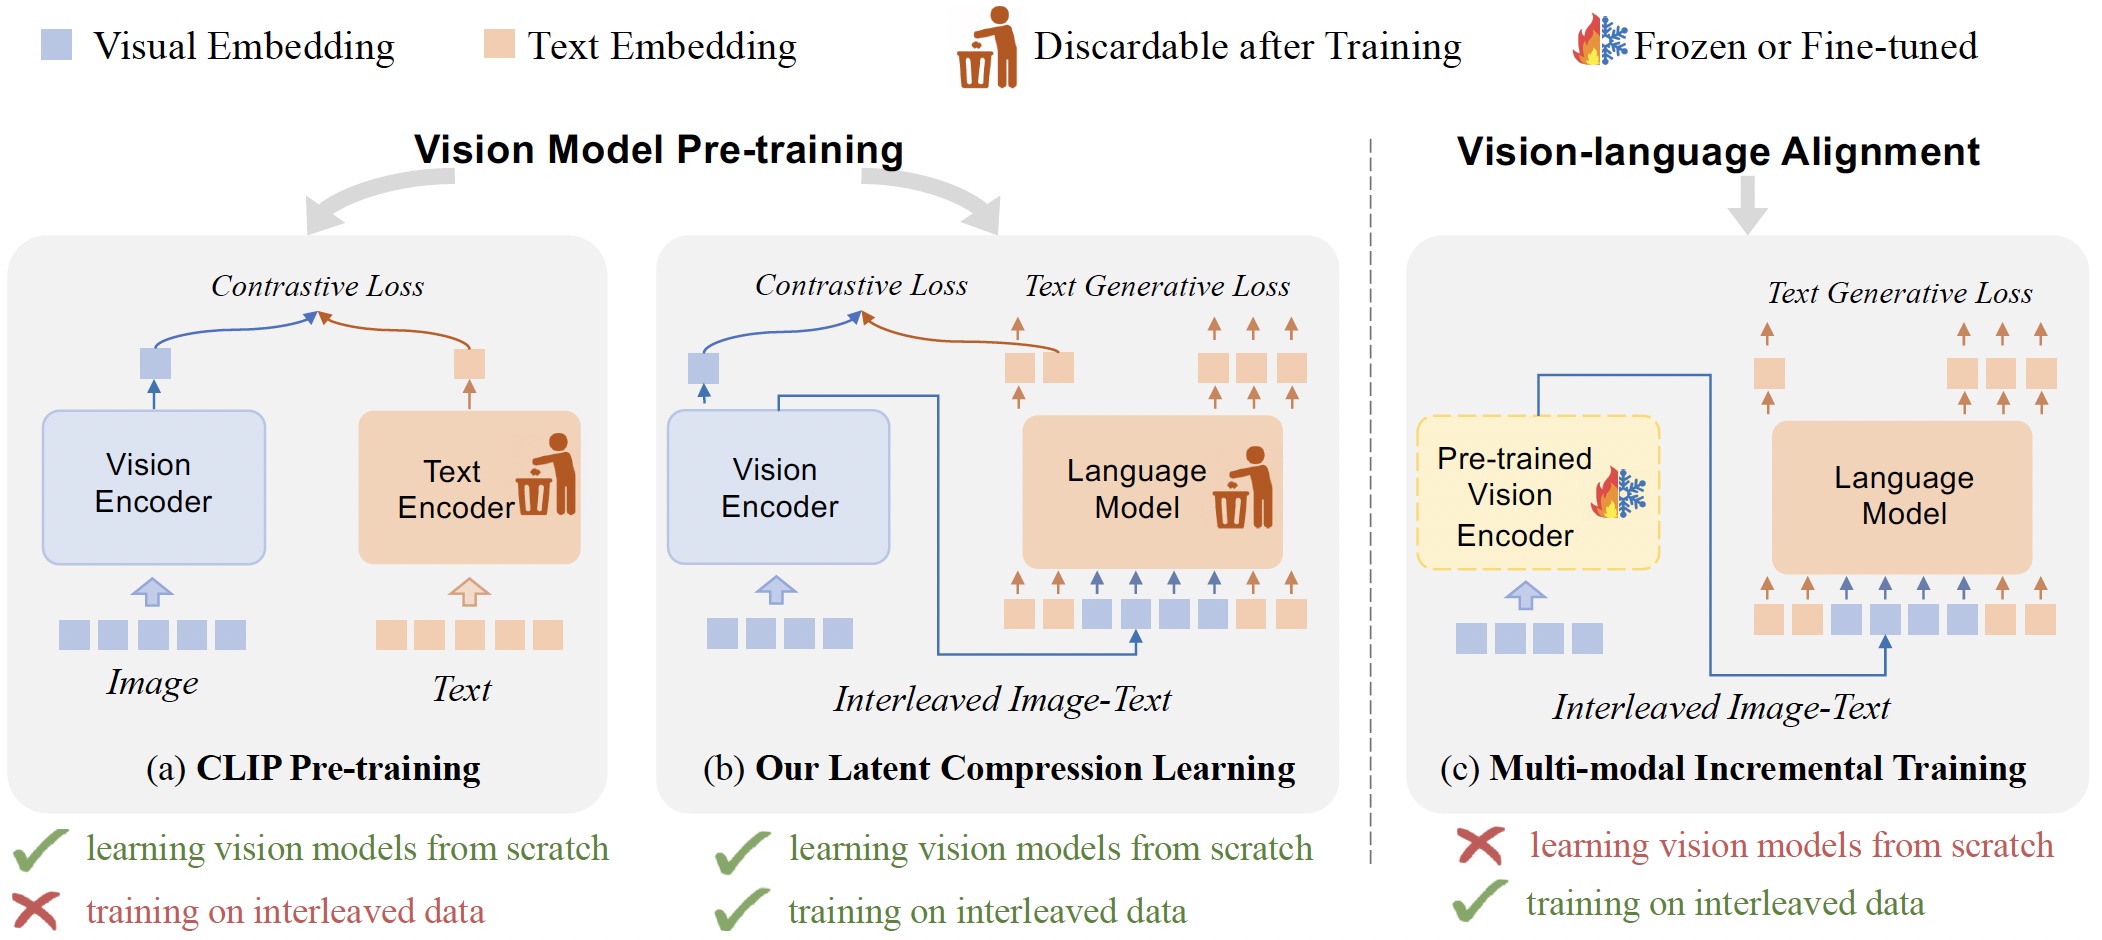 Visual Embedding
Text Embedding
Discardable after Training
Frozen or Fine-tuned
Vision Model Pre-training
Vision-language Alignment
Contrastive Loss
Vision
Encoder
Text
Encoder
Image
Text
(a) CLIP Pre-training
learning vision models from scratch
training on interleaved data
Contrastive Loss
Text Generative Loss
Vision
Encoder
Language
Model
Interleaved Image-Text
(b) Our Latent Compression Learning
learning vision models from scratch
training on interleaved data
Text Generative Loss
Pre-trained
Vision
Encoder
Language
Model
Interleaved Image-Text
(c) Multi-modal Incremental Training
learning vision models from scratch
training on interleaved data